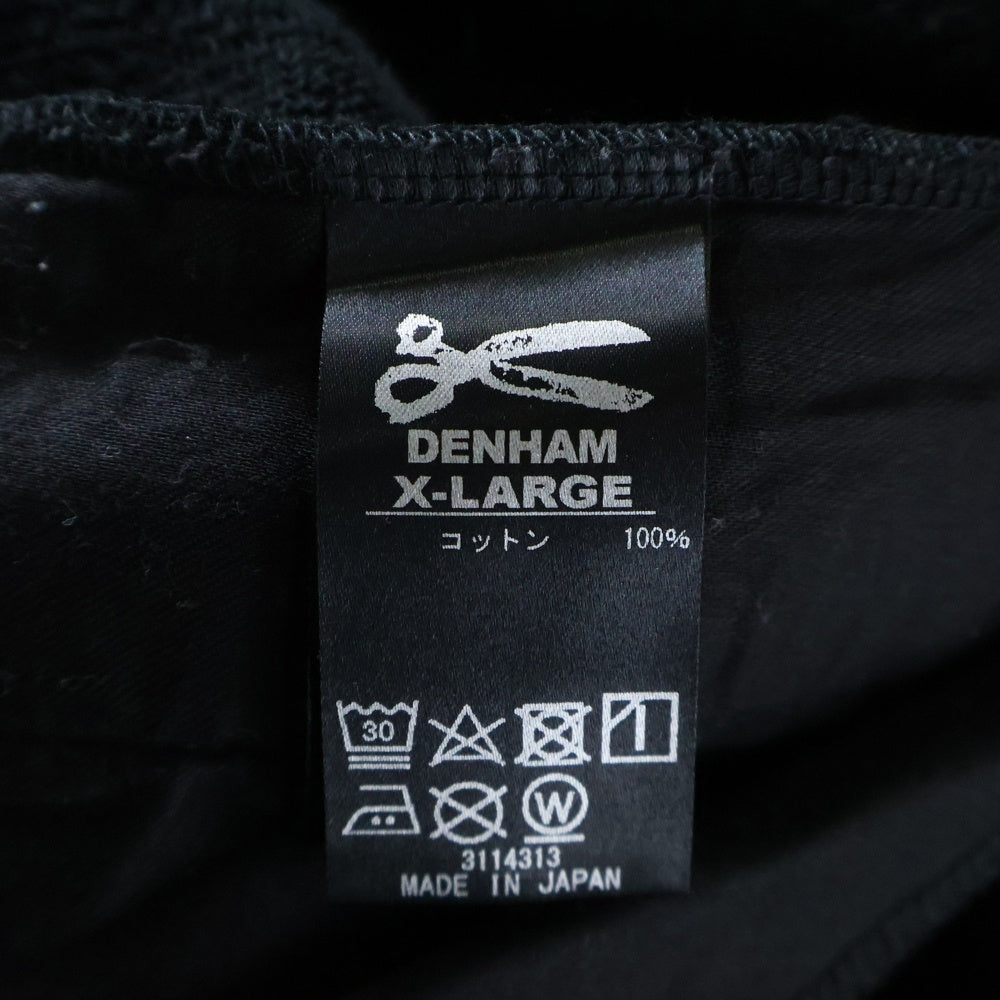 DENHAM
X-LARGE
コットン 100%
30
W
3114313
MADE IN JAPAN